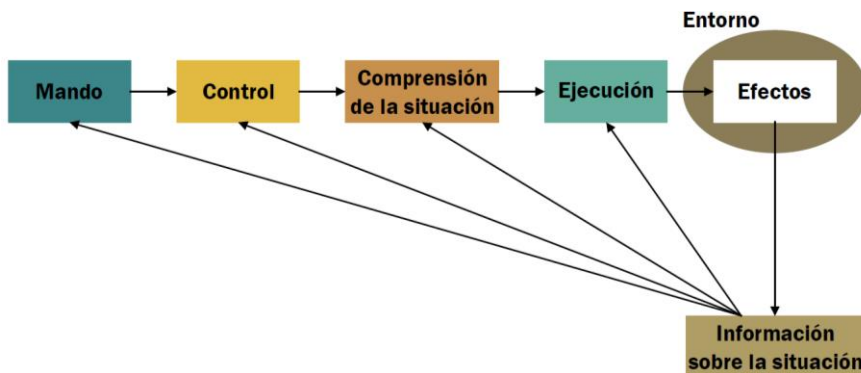 Entorno
Mando
Control
Comprensión
de la situación
Ejecución
Efectos
Información
sobre la situación